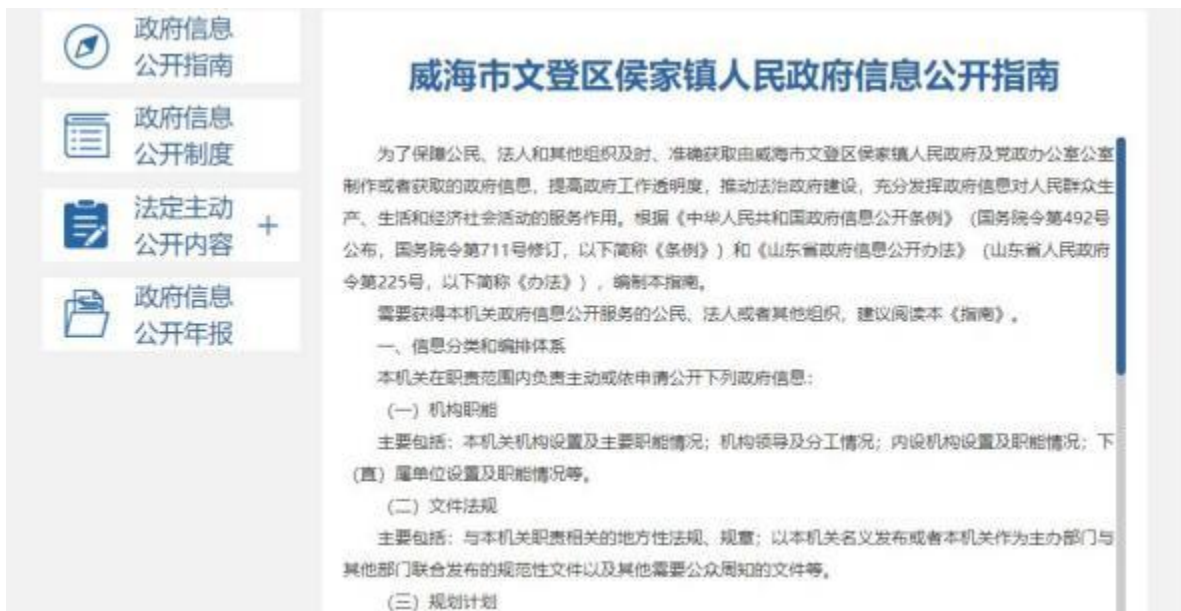 政府信息
公开指南
政府信息
公开制度
法定主动
公开内容 +
政府信息
公开年报
威海市文登区侯家镇人民政府信息公开指南
为了保障公民、法人和其他组织及时、准确获取由威海市文登区侯家镇人民政府及党政办公室公室
制作或者获取的政府信息，提高政府工作透明度，推动法治政府建设，充分发挥政府信息对人民群众生
产、生活和经济社会活动的服务作用。根据《中华人民共和国政府信息公开条例》（国务院令第492号
公布，国务院令第711号修订，以下简称《条例》）和《山东省政府信息公开办法》（山东省人民政府
令第225号，以下简称《办法》），编制本指南。
需要获得本机关政府信息公开服务的公民、法人或者其他组织，建议阅读本《指南》。
一、信息分类和编排体系
本机关在职责范围内负责主动或依申请公开下列政府信息：
（一）机构职能
主要包括：本机关机构设置及主要职能情况；机构领导及分工情况；内设机构设置及职能情况；下
（直）属单位设置及职能情况等。
（二）文件法规
主要包括：与本机关职责相关的地方性法规、规章；以本机关名义发布或者本机关作为主办部门与
其他部门联合发布的规范性文件以及其他需要公众周知的文件等。
（三）规划计划